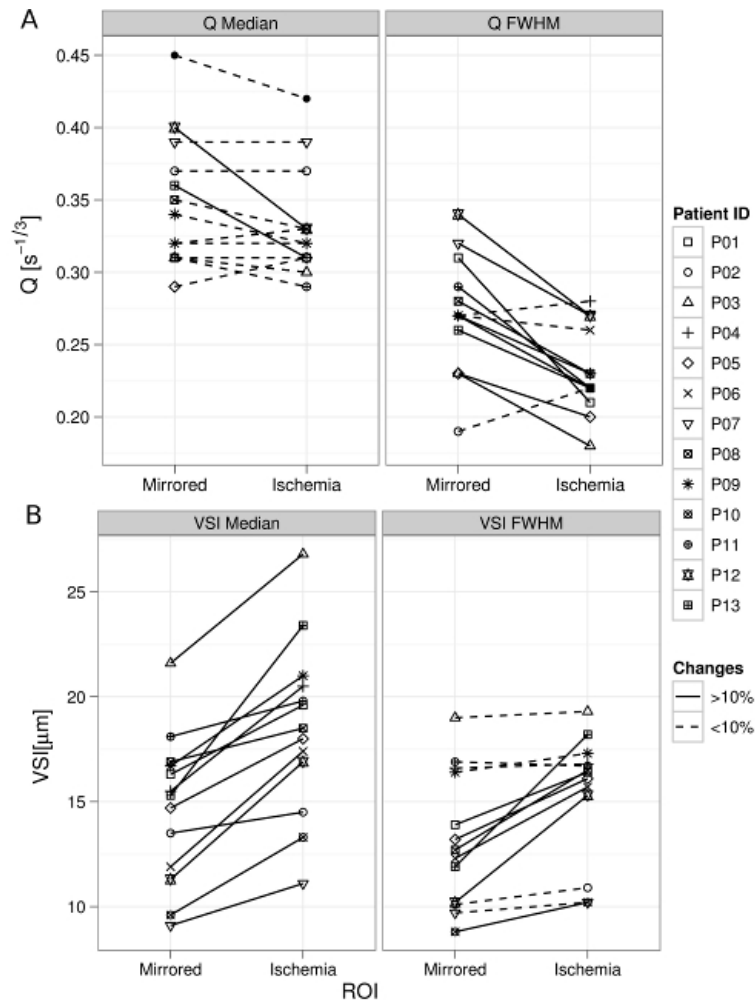 A
Q Median
Q FWHM
0.45
0.40
0.35
0.30
0.25
0.20
Q [s⁻¹/³]
Mirrored
Ischemia
Mirrored
Ischemia
B
VSI Median
VSI FWHM
25
20
15
10
VSI[µm]
Mirrored
Ischemia
Mirrored
Ischemia
ROI
Patient ID
P01
P02
P03
P04
P05
P06
P07
P08
P09
P10
P11
P12
P13
Changes
>10%
<10%